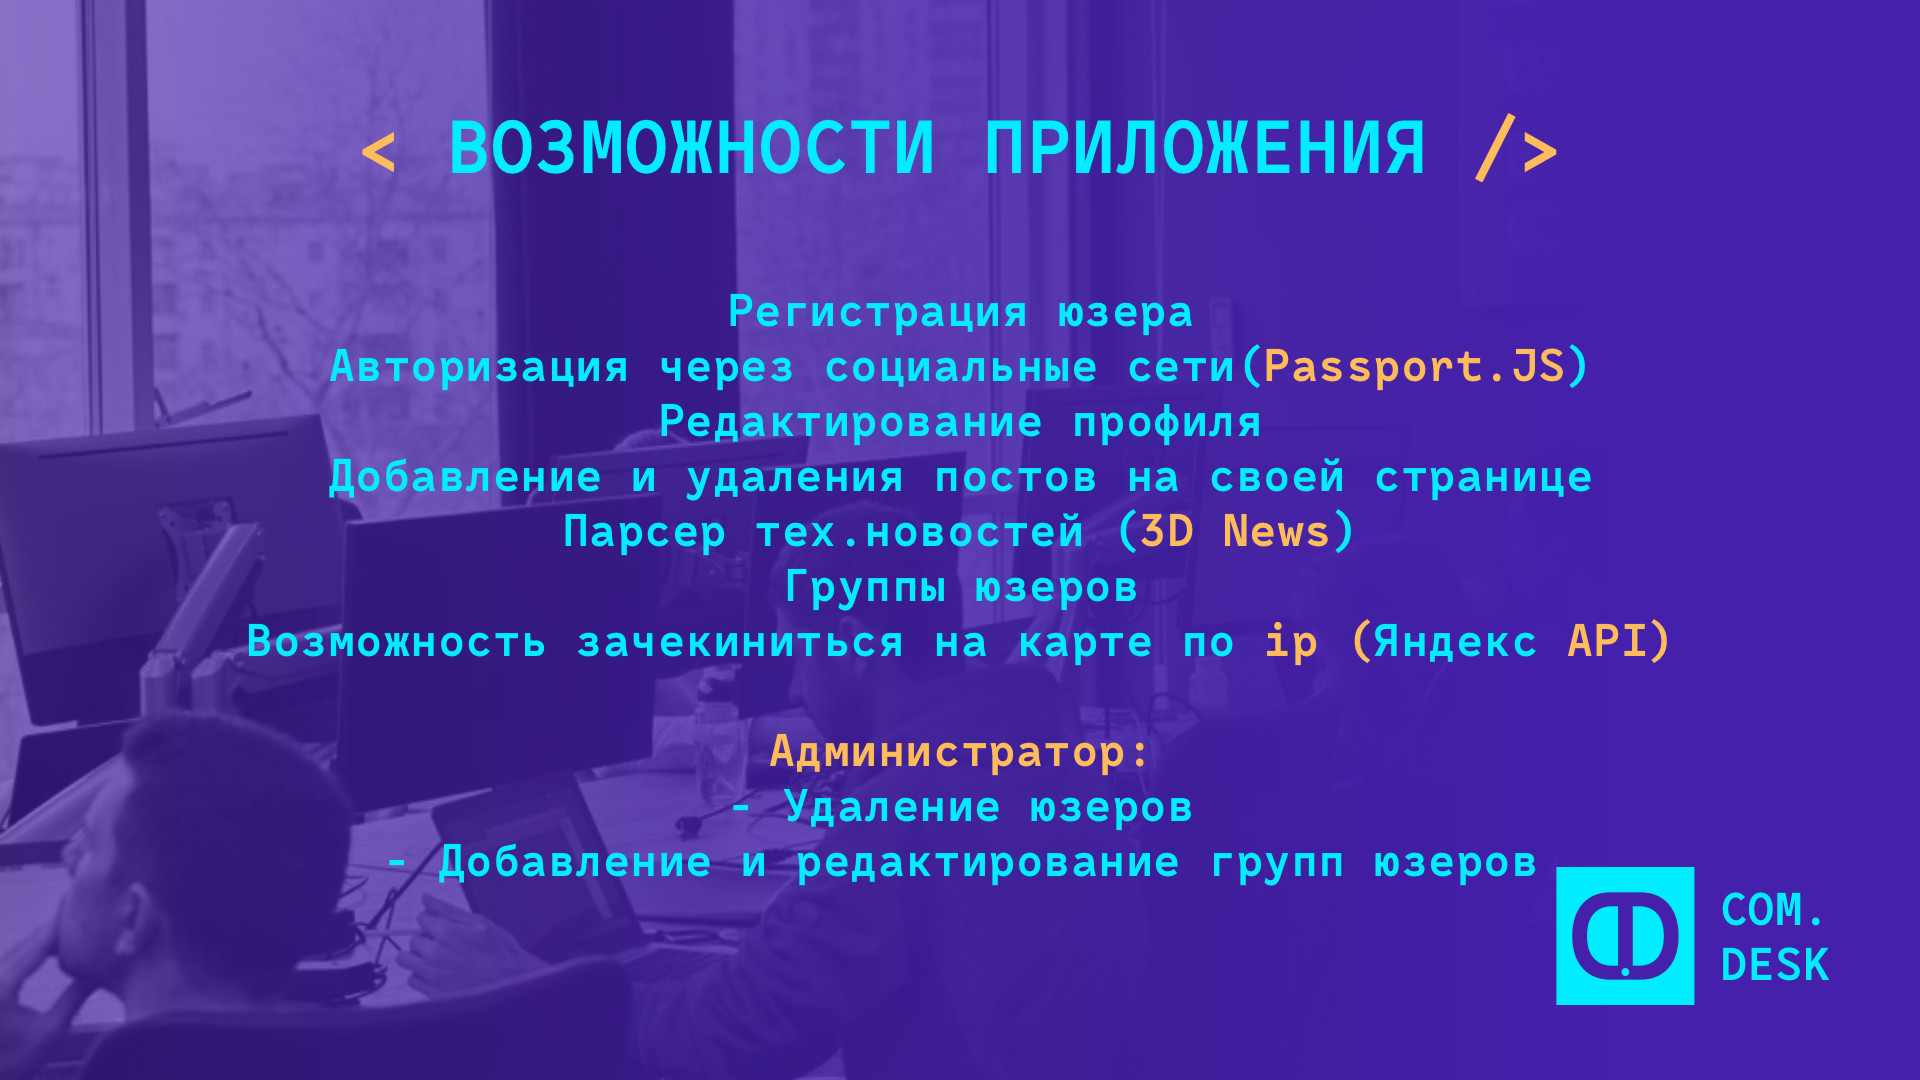 < ВОЗМОЖНОСТИ ПРИЛОЖЕНИЯ />
Регистрация юзера
Авторизация через социальные сети(Passport.JS)
Редактирование профиля
Добавление и удаления постов на своей странице
Парсер тех.новостей (3D News)
Группы юзеров
Возможность зачекиниться на карте по ip (Яндекс API)
Администратор:
- Удаление юзеров
- Добавление и редактирование групп юзеров
COM.
DESK